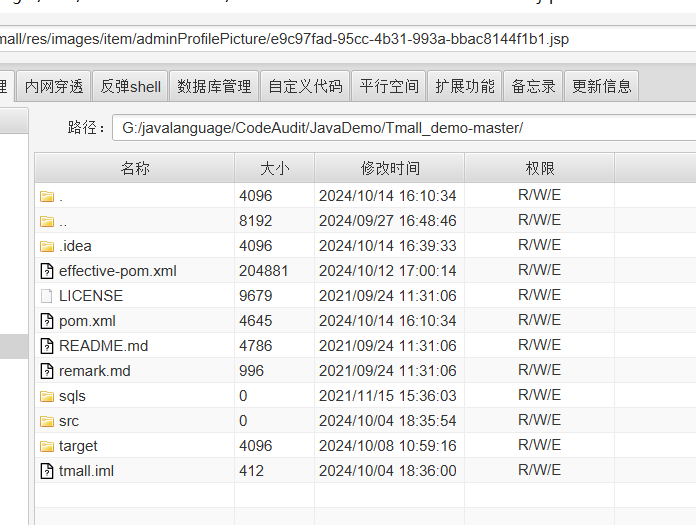 mall/res/images/item/adminProfilePicture/e9c97fad-95cc-4b31-993a-bbac8144f1b1.jsp
理 内网穿透 反弹shell 数据库管理 自定义代码 平行空间 扩展功能 备忘录 更新信息
路径： G:/javalanguage/CodeAudit/JavaDemo/Tmall_demo-master/
名称 大小 修改时间 权限
. 4096 2024/10/14 16:10:34 R/W/E
.. 8192 2024/09/27 16:48:46 R/W/E
.idea 4096 2024/10/14 16:39:33 R/W/E
effective-pom.xml 204881 2024/10/12 17:00:14 R/W/E
LICENSE 9679 2021/09/24 11:31:06 R/W/E
pom.xml 4645 2024/10/14 16:10:34 R/W/E
README.md 4786 2021/09/24 11:31:06 R/W/E
remark.md 996 2021/09/24 11:31:06 R/W/E
sqls 0 2021/11/15 15:36:03 R/W/E
src 0 2024/10/04 18:35:54 R/W/E
target 4096 2024/10/08 10:59:16 R/W/E
tmall.iml 412 2024/10/04 18:36:00 R/W/E